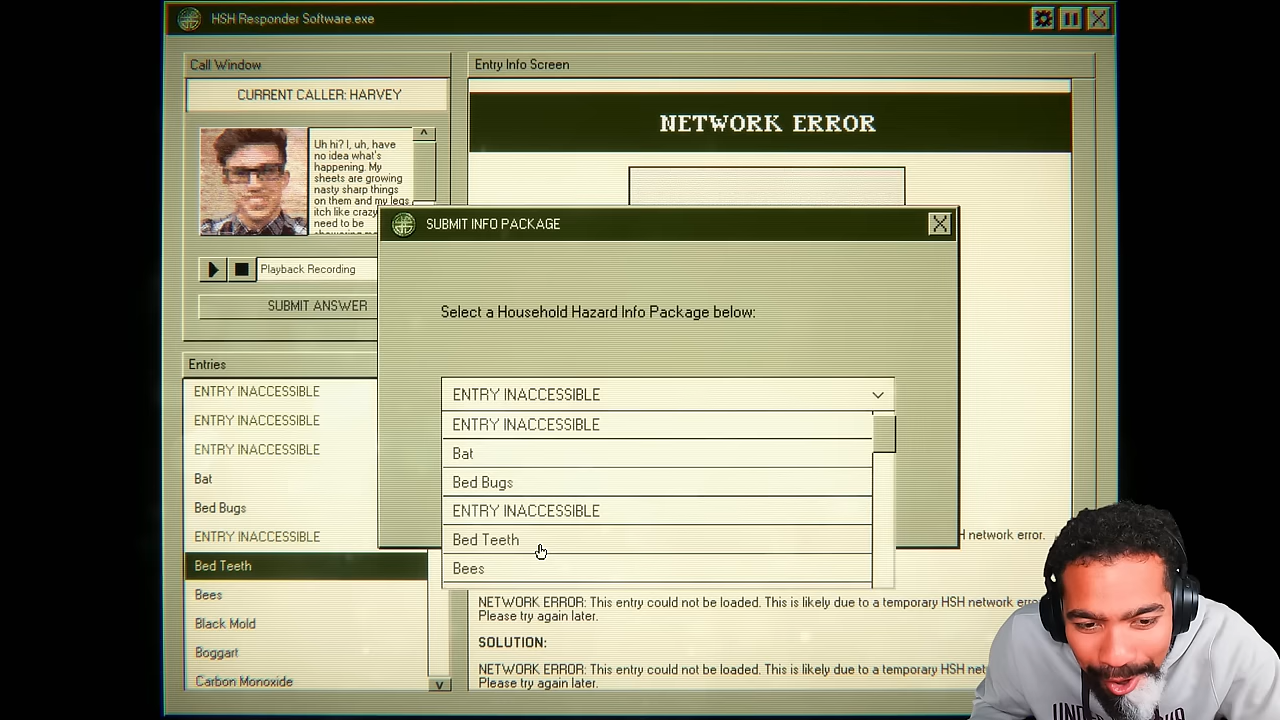 HSH Responder Software.exe
Call Window
CURRENT CALLER: HARVEY
Uh hi? I, uh, have
no idea what's
happening. My
sheets are growing
nasty sharp things
on them and my legs
itch like crazy
need to be
Playback Recording
SUBMIT ANSWER
Entries
ENTRY INACCESSIBLE
ENTRY INACCESSIBLE
ENTRY INACCESSIBLE
Bat
Bed Bugs
ENTRY INACCESSIBLE
Bed Teeth
Bees
Black Mold
Boggart
Carbon Monoxide
Entry Info Screen
NETWORK ERROR
SUBMIT INFO PACKAGE
Select a Household Hazard Info Package below:
ENTRY INACCESSIBLE
ENTRY INACCESSIBLE
Bat
Bed Bugs
ENTRY INACCESSIBLE
Bed Teeth
Bees
network error.
NETWORK ERROR: This entry could not be loaded. This is likely due to a temporary HSH network
Please try again later.
SOLUTION:
NETWORK ERROR: This entry could not be loaded. This is likely due to a temporary HSH
Please try again later.